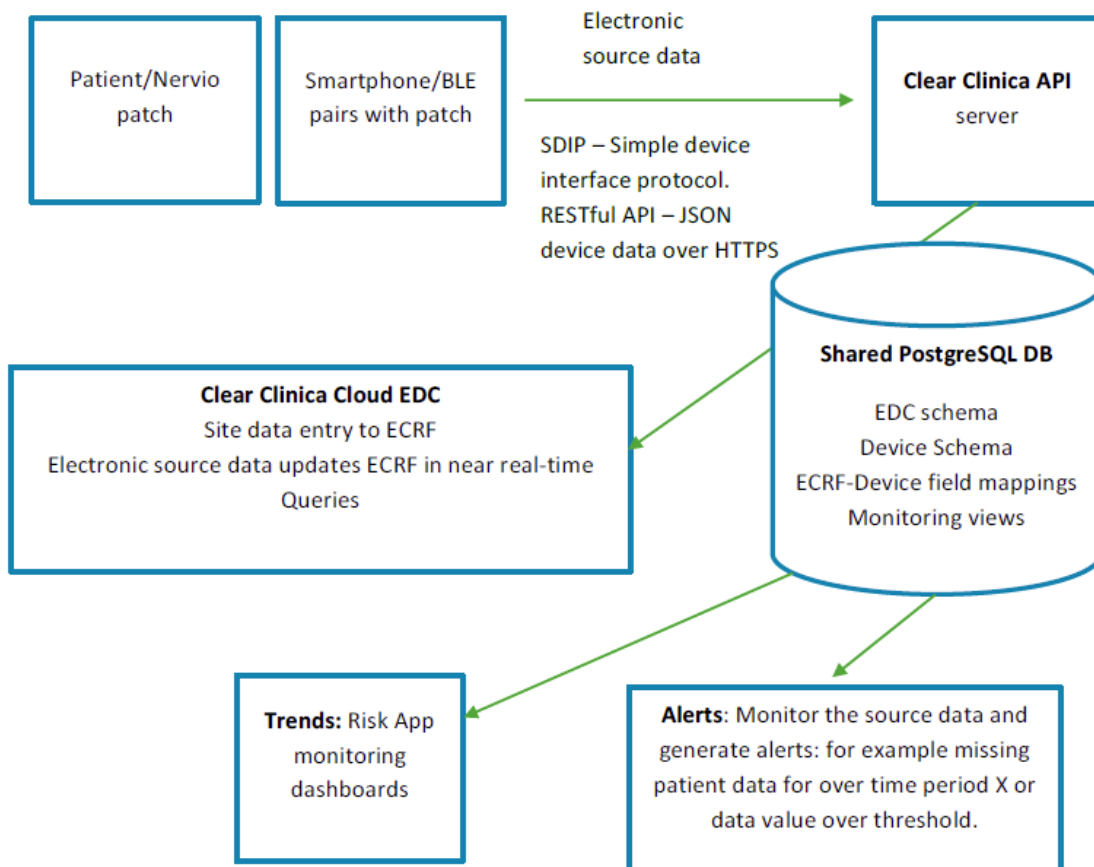 Patient/Nervio
patch
Smartphone/BLE
pairs with patch
Electronic
source data
SDIP – Simple device
interface protocol.
RESTful API – JSON
device data over HTTPS
Clear Clinica API
server
Shared PostgreSQL DB
EDC schema
Device Schema
ECRF-Device field mappings
Monitoring views
Clear Clinica Cloud EDC
Site data entry to ECRF
Electronic source data updates ECRF in near real-time
Queries
Trends: Risk App
monitoring
dashboards
Alerts: Monitor the source data and
generate alerts: for example missing
patient data for over time period X or
data value over threshold.